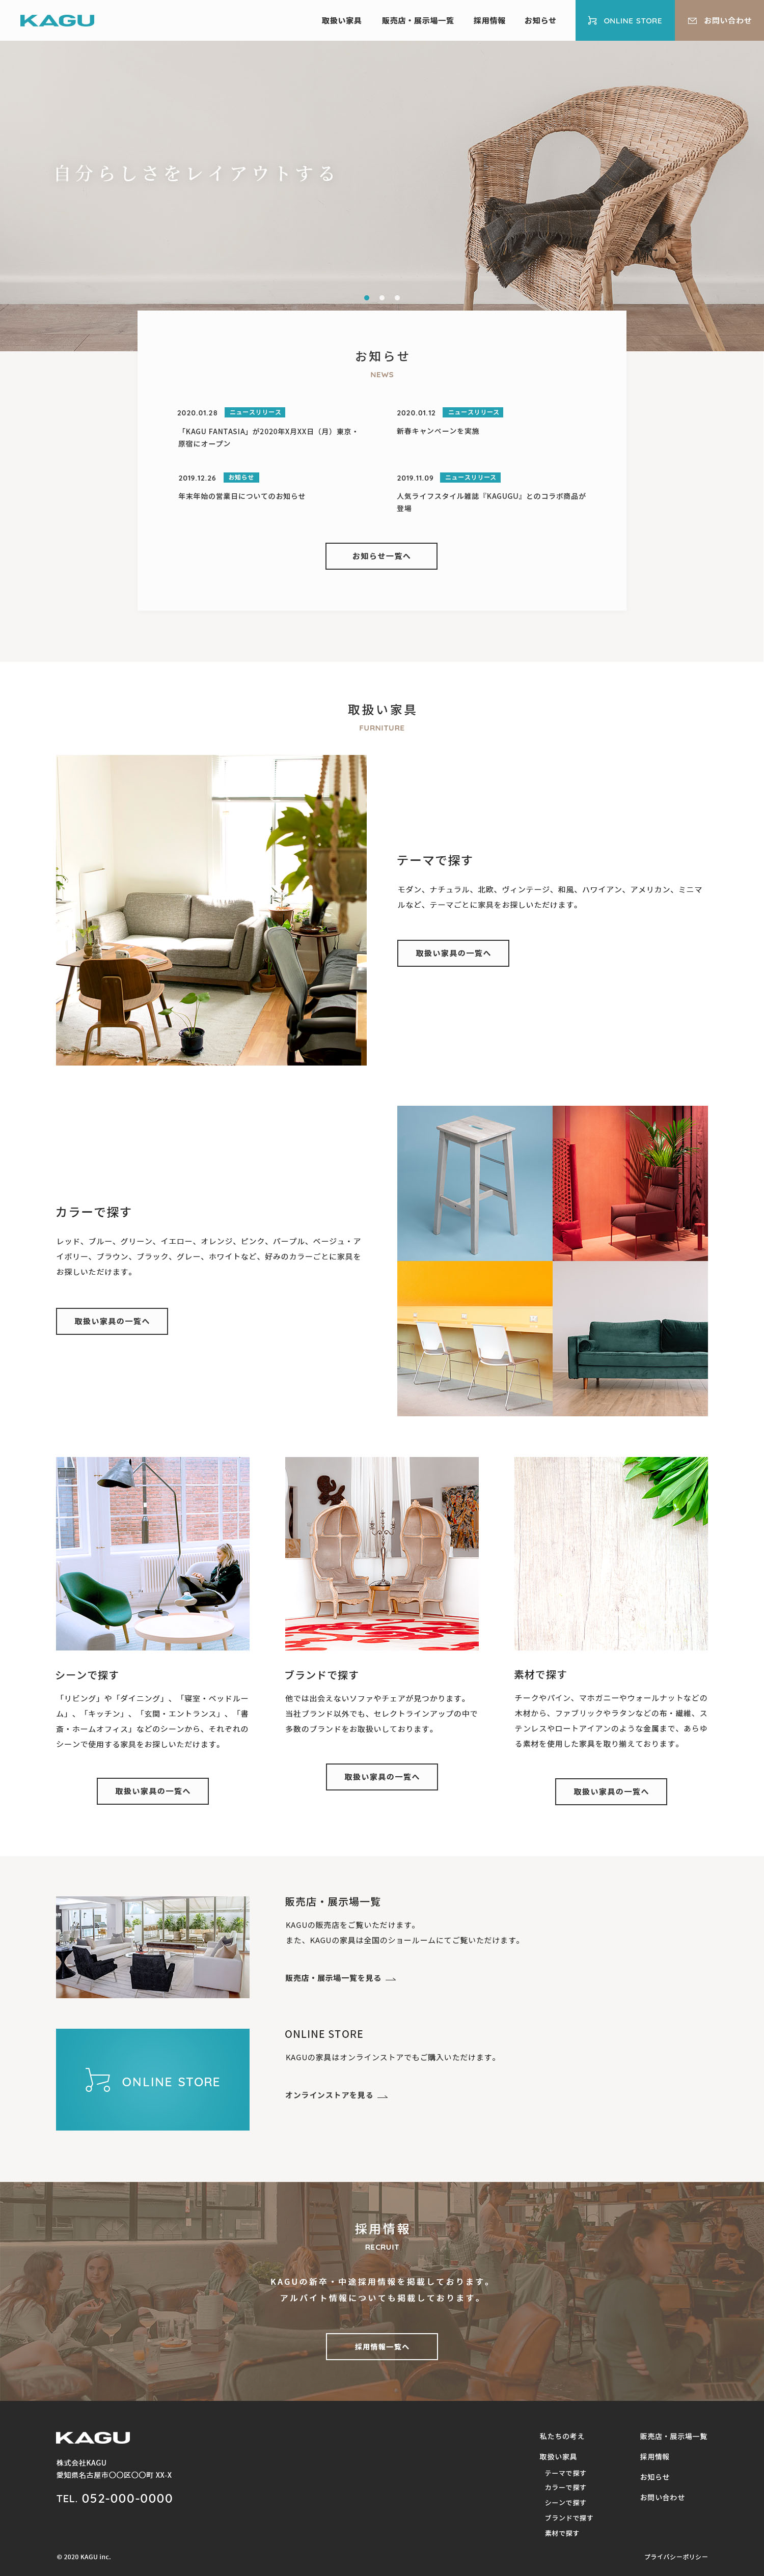 KAGU
取扱い家具
販売店・展示場一覧
採用情報
お知らせ
ONLINE STORE
お問い合わせ
自分らしさをレイアウトする
お知らせ
NEWS
2020.01.28 ニュースリリース
「KAGU FANTASIA」が2020年X月XX日（月）東京・
原宿にオープン
2020.01.12 ニュースリリース
新春キャンペーンを実施
2019.12.26 お知らせ
年末年始の営業日についてのお知らせ
2019.11.09 ニュースリリース
人気ライフスタイル雑誌『KAGUGU』とのコラボ商品が
登場
お知らせ一覧へ
取扱い家具
FURNITURE
テーマで探す
モダン、ナチュラル、北欧、ヴィンテージ、和風、ハワイアン、アメリカン、ミニマ
ルなど、テーマごとに家具をお探しいただけます。
取扱い家具の一覧へ
カラーで探す
レッド、ブルー、グリーン、イエロー、オレンジ、ピンク、パープル、ベージュ・ア
イボリー、ブラウン、ブラック、グレー、ホワイトなど、好みのカラーごとに家具を
お探しいただけます。
取扱い家具の一覧へ
シーンで探す
「リビング」や「ダイニング」、「寝室・ベッドルー
ム」、「キッチン」、「玄関・エントランス」、「書
斎・ホームオフィス」などのシーンから、それぞれの
シーンで使用する家具をお探しいただけます。
取扱い家具の一覧へ
ブランドで探す
他では出会えないソファやチェアが見つかります。
当社ブランド以外でも、セレクトラインアップの中で
多数のブランドをお取扱いしております。
取扱い家具の一覧へ
素材で探す
チークやパイン、マホガニーやウォールナットなどの
木材から、ファブリックやラタンなどの布・繊維、ス
テンレスやロートアイアンのような金属まで、あらゆ
る素材を使用した家具を取り揃えております。
取扱い家具の一覧へ
販売店・展示場一覧
KAGUの販売店をご覧いただけます。
また、KAGUの家具は全国のショールームにてご覧いただけます。
販売店・展示場一覧を見る
ONLINE STORE
ONLINE STORE
KAGUの家具はオンラインストアでもご購入いただけます。
オンラインストアを見る
採用情報
RECRUIT
KAGUの新卒・中途採用情報を掲載しております。
アルバイト情報についても掲載しております。
採用情報一覧へ
KAGU
株式会社KAGU
愛知県名古屋市〇〇区〇〇町 XX-X
TEL. 052-000-0000
私たちの考え
取扱い家具
テーマで探す
カラーで探す
シーンで探す
ブランドで探す
素材で探す
販売店・展示場一覧
採用情報
お知らせ
お問い合わせ
© 2020 KAGU inc.
プライバシーポリシー